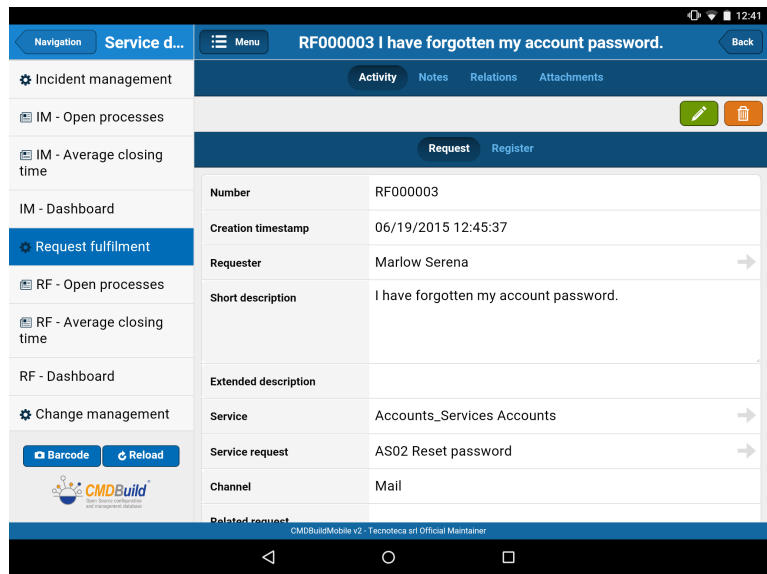 12:41
Navigation
Service d...
Menu
RF000003 I have forgotten my account password.
Back
Incident management
IM - Open processes
IM - Average closing
time
IM - Dashboard
Request fulfilment
RF - Open processes
RF - Average closing
time
RF - Dashboard
Change management
Barcode
Reload
CMDBuild
Open Source configuration
and management database
Activity Notes Relations Attachments
Request Register
Number RF000003
Creation timestamp 06/19/2015 12:45:37
Requester Marlow Serena
Short description I have forgotten my account password.
Extended description
Service Accounts_Services Accounts
Service request AS02 Reset password
Channel Mail
Related request
CMDBuildMobile v2 - Tecnoteca srl Official Maintainer